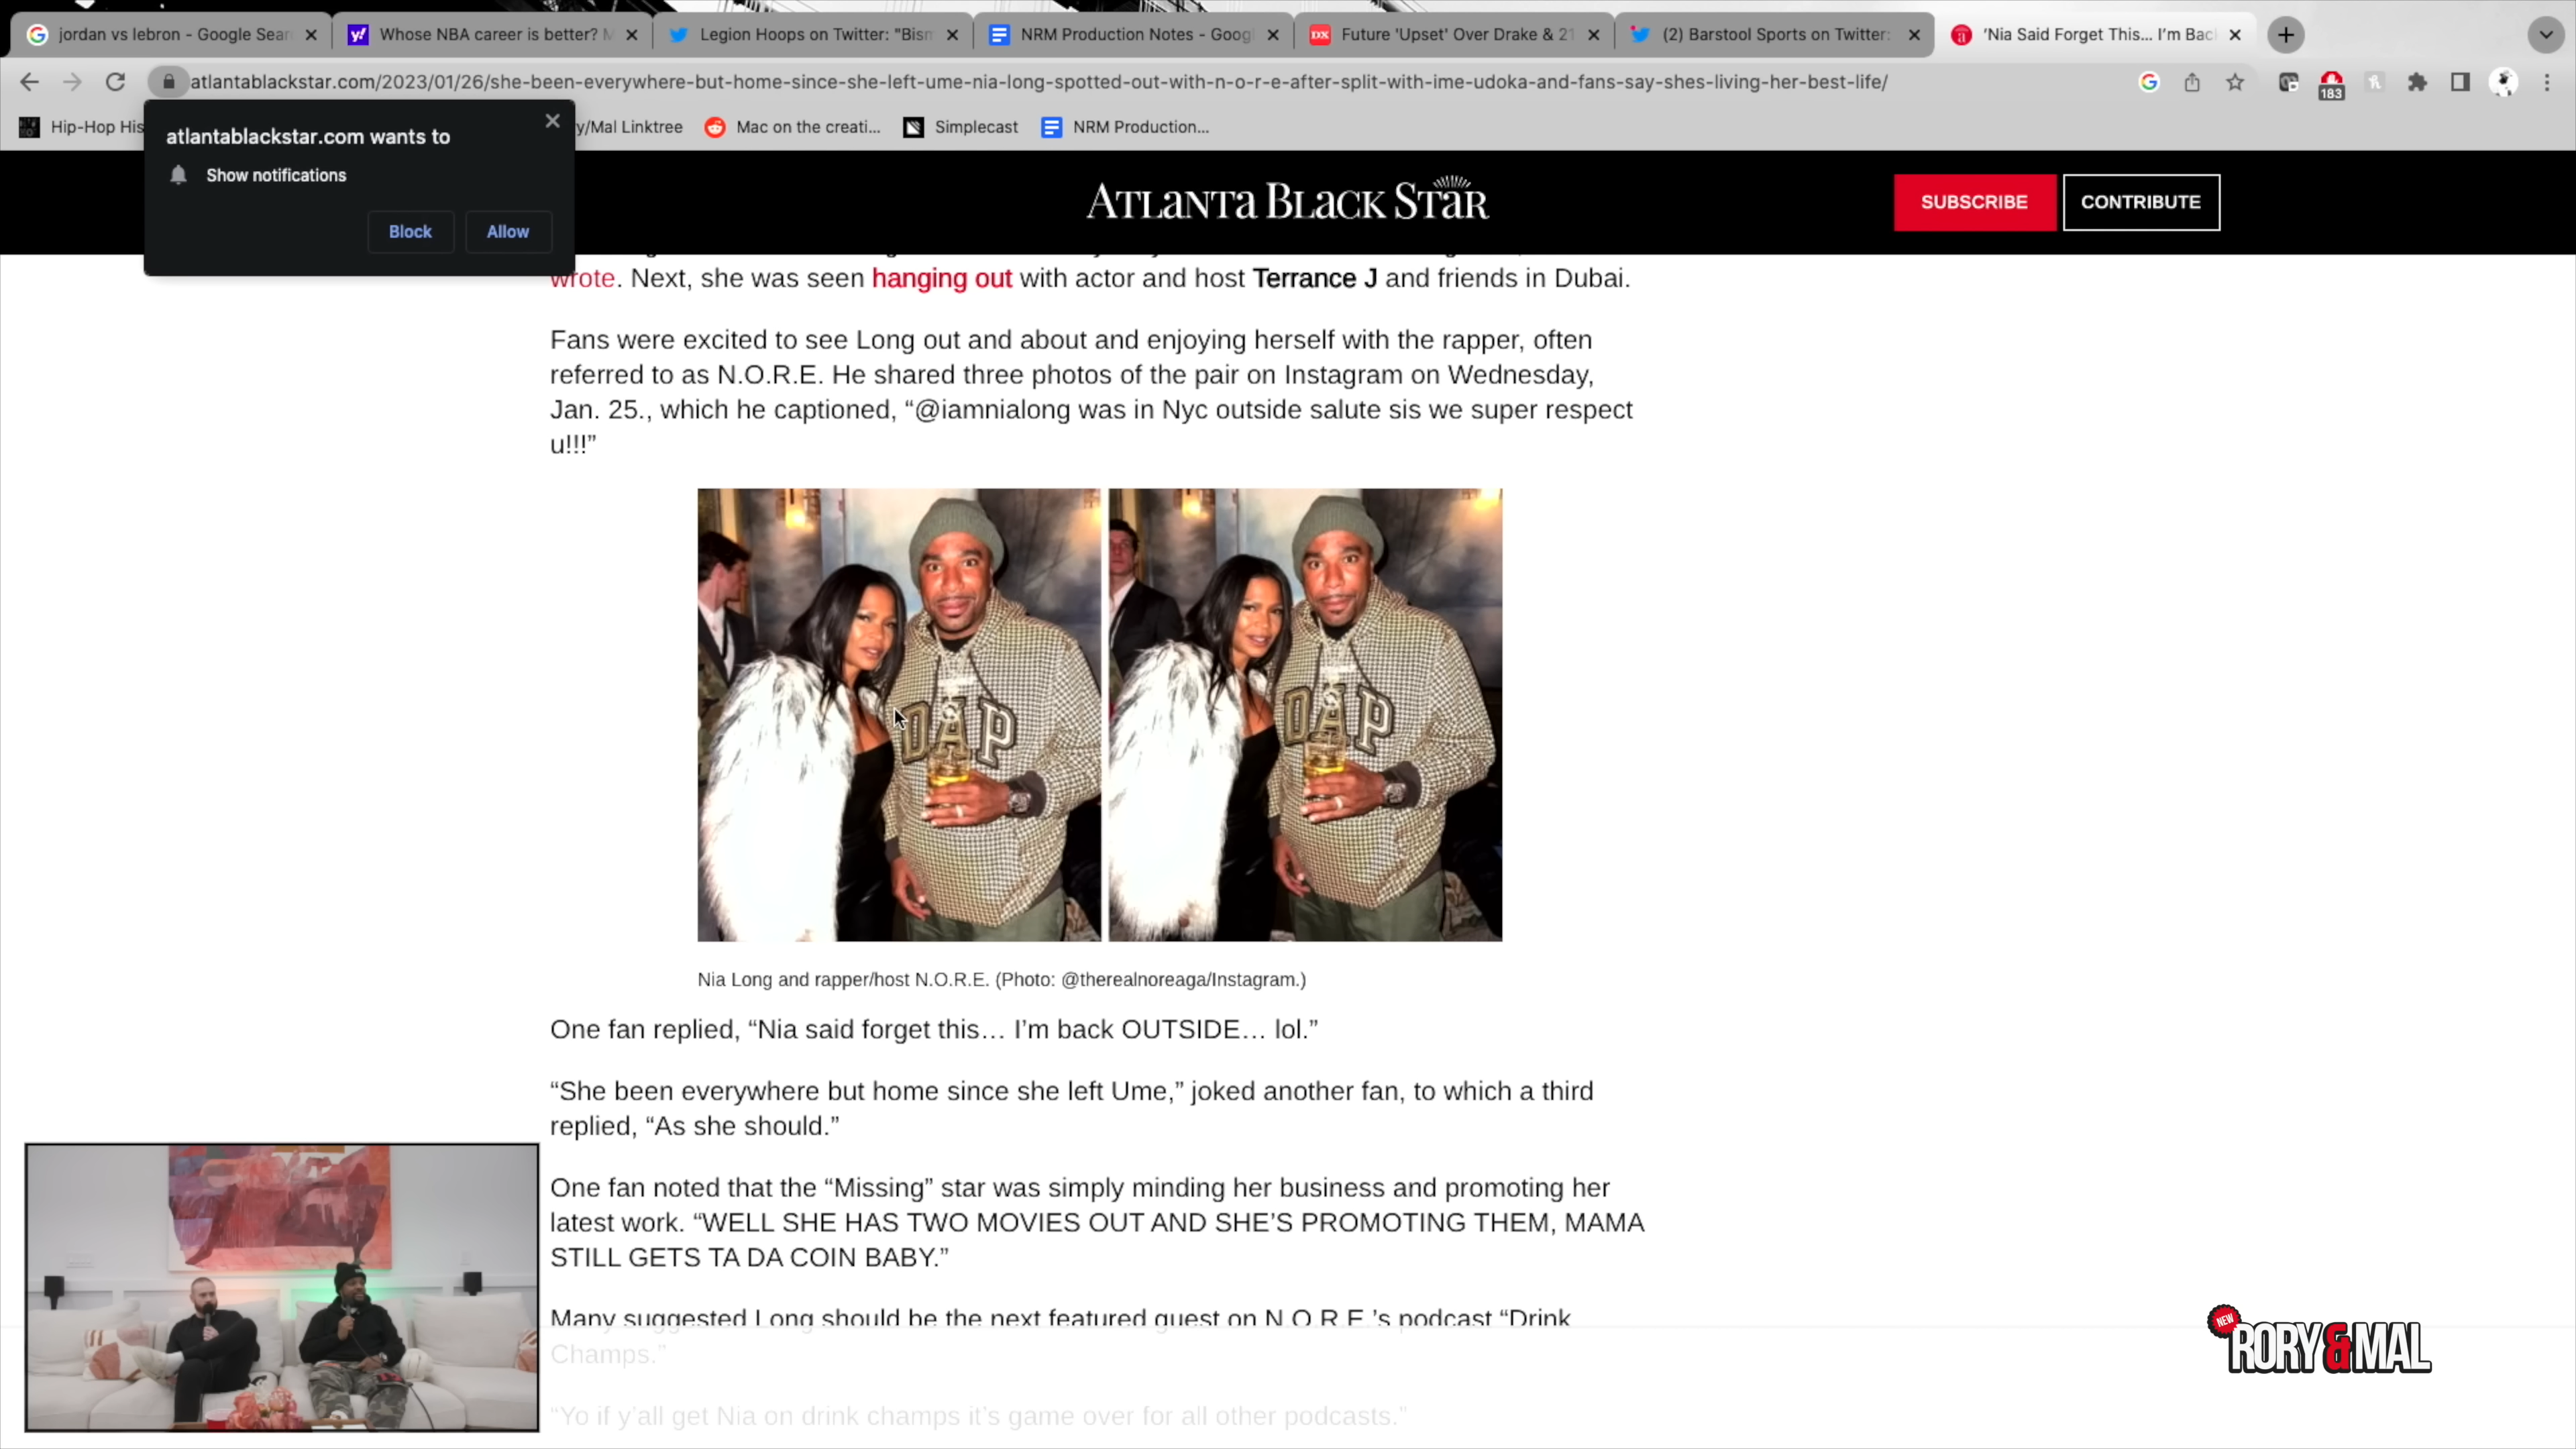 jordan vs lebron - Google Sear
Whose NBA career is better? M
Legion Hoops on Twitter: "Bism
NRM Production Notes - Googl
Future 'Upset' Over Drake & 21
(2) Barstool Sports on Twitter:
'Nia Said Forget This... I'm Bac
atlantablackstar.com/2023/01/26/she-been-everywhere-but-home-since-she-left-ume-nia-long-spotted-out-with-n-o-r-e-after-split-with-ime-udoka-and-fans-say-shes-living-her-best-life/
183
Hip-Hop His
y/Mal Linktree
Mac on the creati...
Simplecast
NRM Production...
atlantablackstar.com wants to
Show notifications
Block
Allow
ATLANTA BLACK STAR
SUBSCRIBE
CONTRIBUTE
wrote. Next, she was seen hanging out with actor and host Terrance J and friends in Dubai.
Fans were excited to see Long out and about and enjoying herself with the rapper, often
referred to as N.O.R.E. He shared three photos of the pair on Instagram on Wednesday,
Jan. 25., which he captioned, “@iamnialong was in Nyc outside salute sis we super respect
u!!!”
DAP
DAP
Nia Long and rapper/host N.O.R.E. (Photo: @therealnoreaga/Instagram.)
One fan replied, “Nia said forget this… I’m back OUTSIDE… lol.”
“She been everywhere but home since she left Ume,” joked another fan, to which a third
replied, “As she should.”
One fan noted that the “Missing” star was simply minding her business and promoting her
latest work. “WELL SHE HAS TWO MOVIES OUT AND SHE’S PROMOTING THEM, MAMA
STILL GETS TA DA COIN BABY.”
Many suggested Long should be the next featured guest on N.O.R.E.’s podcast “Drink
Champs.”
“Yo if y’all get Nia on drink champs it’s game over for all other podcasts.”
NEW
RORY&MAL